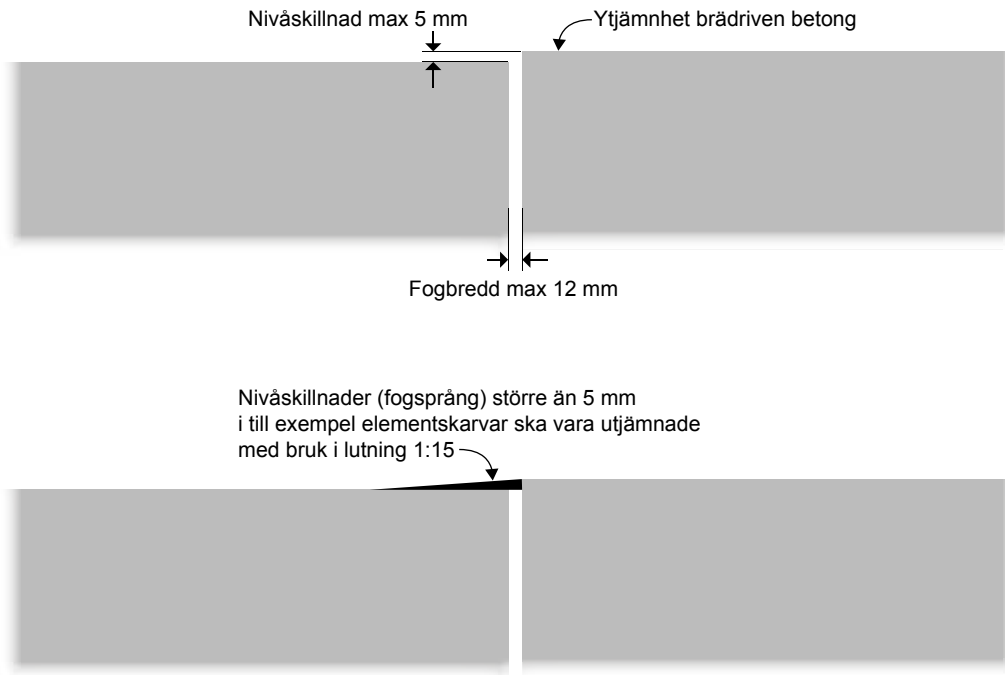 Nivåskillnad max 5 mm
Ytjämnhet brädriven betong
Fogbredd max 12 mm
Nivåskillnader (fogsprång) större än 5 mm
i till exempel elementskarvar ska vara utjämnade
med bruk i lutning 1:15